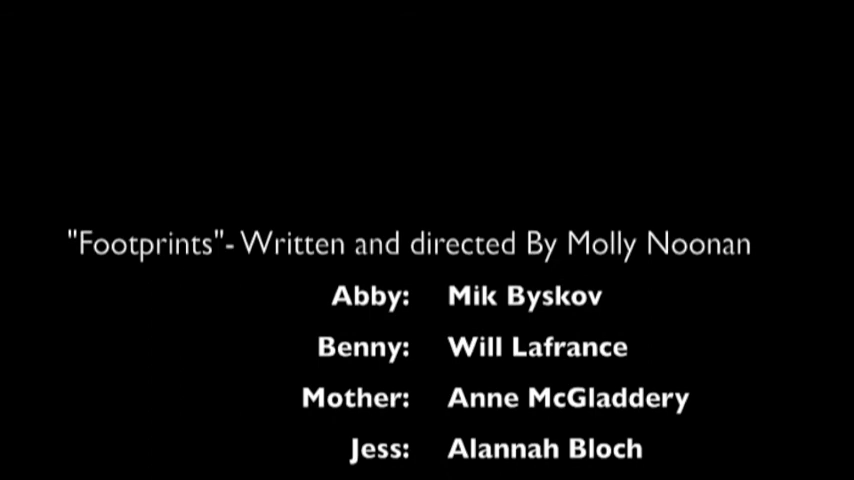 "Footprints"- Written and directed By Molly Noonan
Abby: Mik Byskov
Benny: Will Lafrance
Mother: Anne McGladdery
Jess: Alannah Bloch